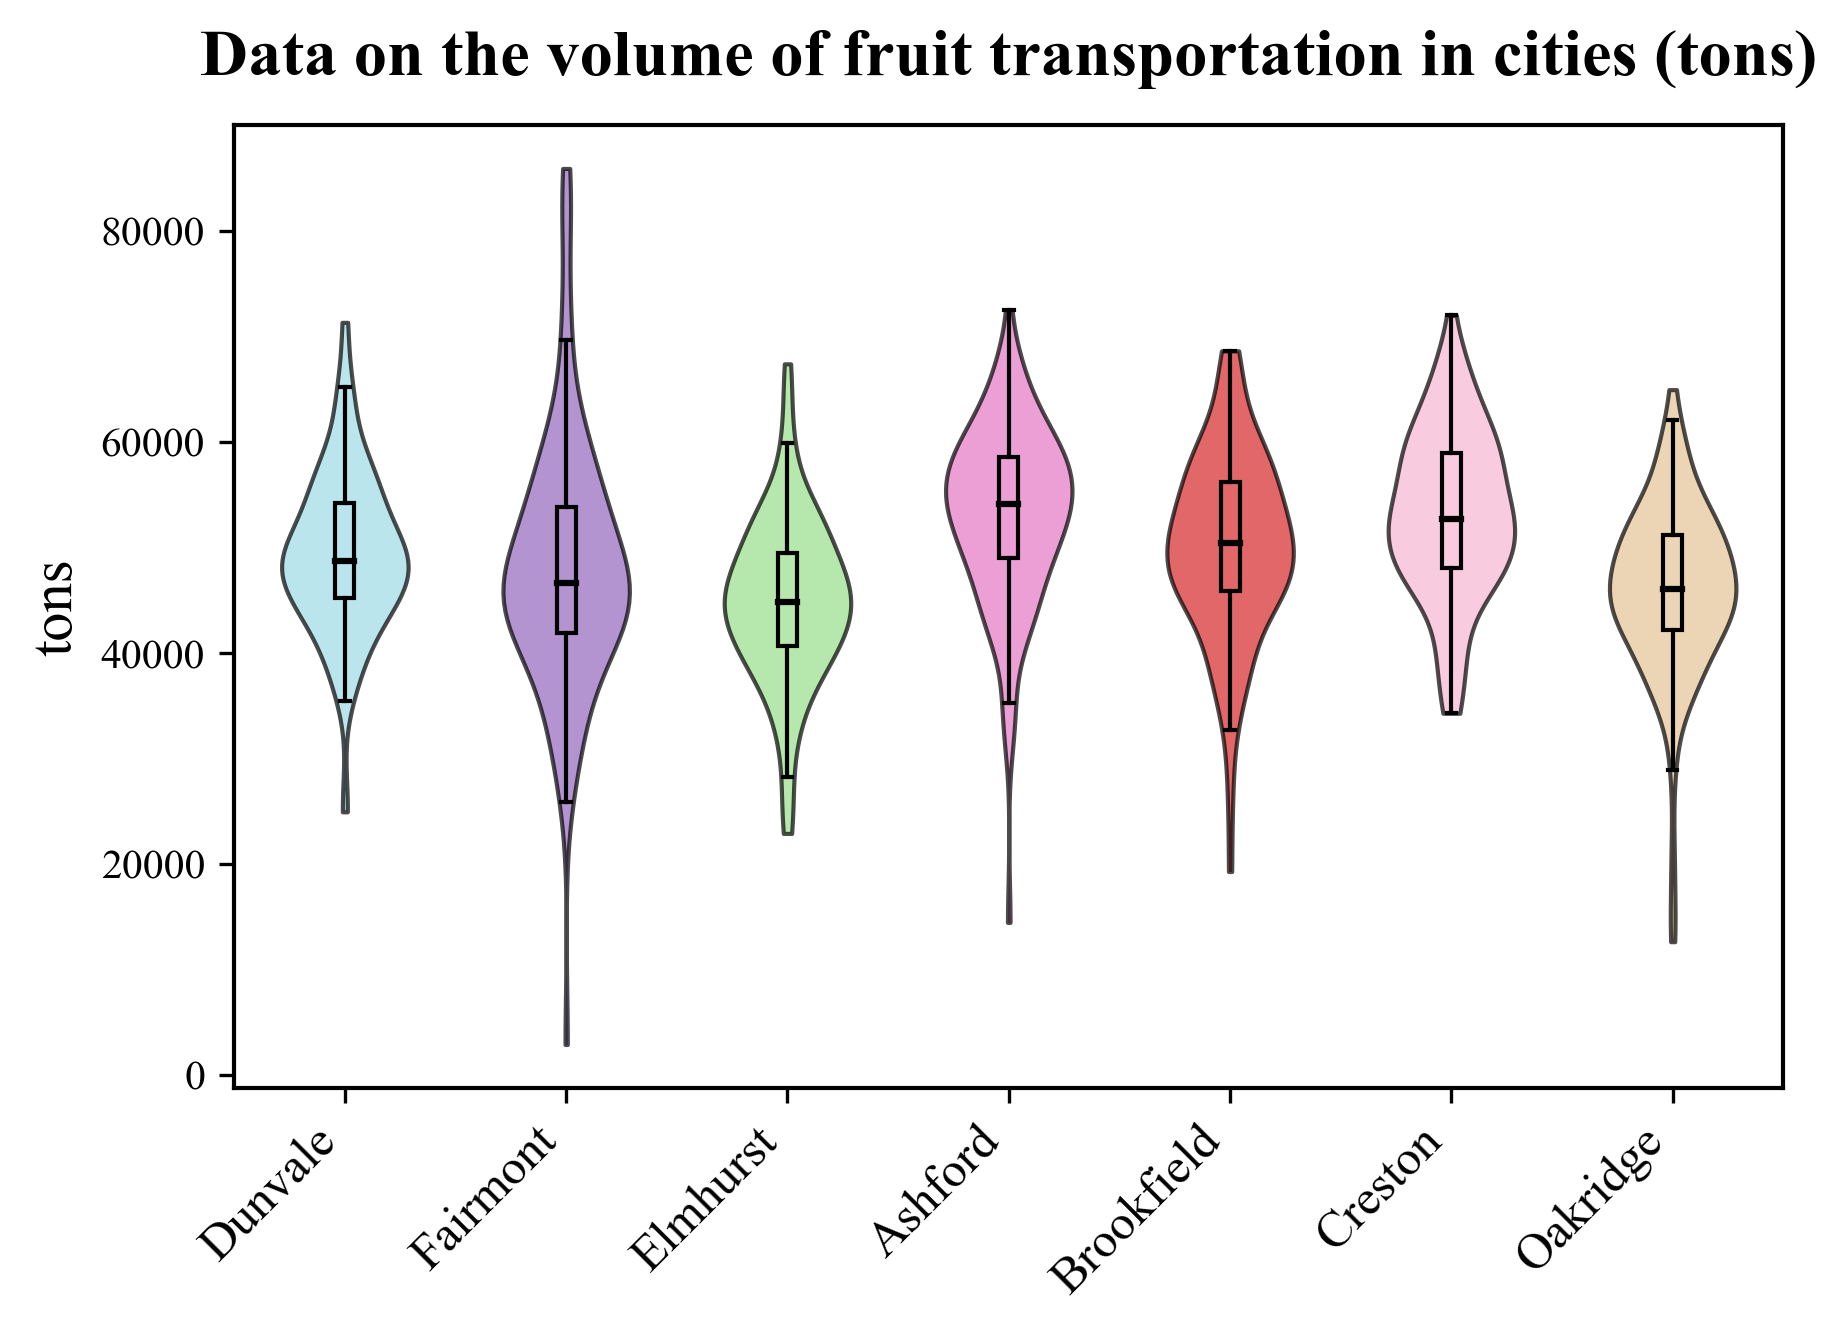 Data on the volume of fruit transportation in cities (tons)
80000
60000
40000
20000
0
tons
Dunvale
Fairmont
Elmhurst
Ashford
Brookfield
Creston
Oakridge